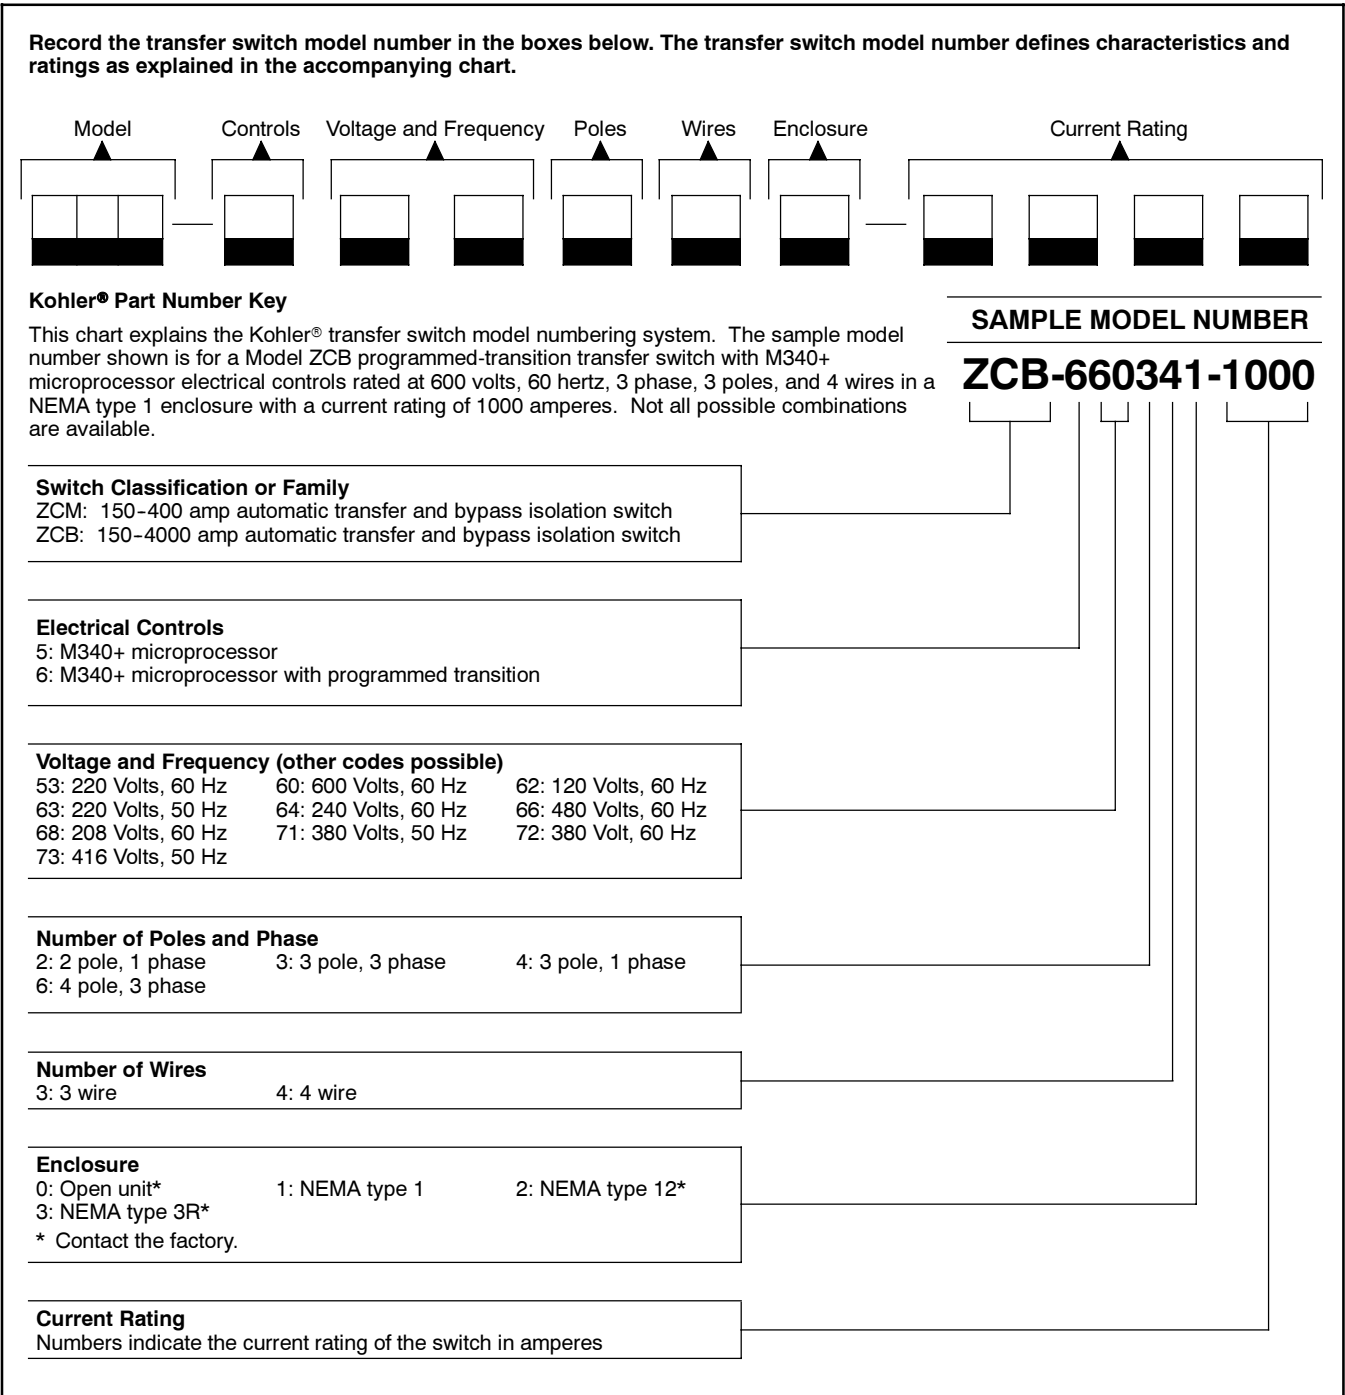 Record the transfer switch model number in the boxes below. The transfer switch model number defines characteristics and
ratings as explained in the accompanying chart.
Model Controls Voltage and Frequency Poles Wires Enclosure Current Rating
Kohler® Part Number Key
This chart explains the Kohler® transfer switch model numbering system. The sample model
number shown is for a Model ZCB programmed-transition transfer switch with M340+
microprocessor electrical controls rated at 600 volts, 60 hertz, 3 phase, 3 poles, and 4 wires in a
NEMA type 1 enclosure with a current rating of 1000 amperes. Not all possible combinations
are available.
SAMPLE MODEL NUMBER
ZCB-660341-1000
Switch Classification or Family
ZCM: 150-400 amp automatic transfer and bypass isolation switch
ZCB: 150-4000 amp automatic transfer and bypass isolation switch
Electrical Controls
5: M340+ microprocessor
6: M340+ microprocessor with programmed transition
Voltage and Frequency (other codes possible)
53: 220 Volts, 60 Hz 60: 600 Volts, 60 Hz 62: 120 Volts, 60 Hz
63: 220 Volts, 50 Hz 64: 240 Volts, 60 Hz 66: 480 Volts, 60 Hz
68: 208 Volts, 60 Hz 71: 380 Volts, 50 Hz 72: 380 Volt, 60 Hz
73: 416 Volts, 50 Hz
Number of Poles and Phase
2: 2 pole, 1 phase 3: 3 pole, 3 phase 4: 3 pole, 1 phase
6: 4 pole, 3 phase
Number of Wires
3: 3 wire 4: 4 wire
Enclosure
0: Open unit* 1: NEMA type 1 2: NEMA type 12*
3: NEMA type 3R*
* Contact the factory.
Current Rating
Numbers indicate the current rating of the switch in amperes